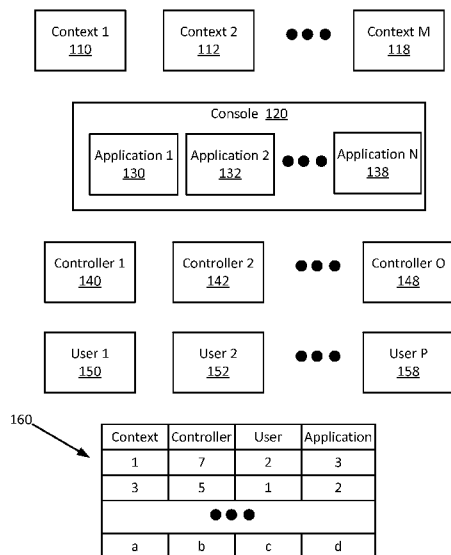 Context 1 Context 2 Context M
110 112 118
Console 120
Application 1 Application 2 Application N
130 132 138
Controller 1 Controller 2 Controller O
140 142 148
User 1 User 2 User P
150 152 158
160
Context Controller User Application
1 7 2 3
3 5 1 2
a b c d